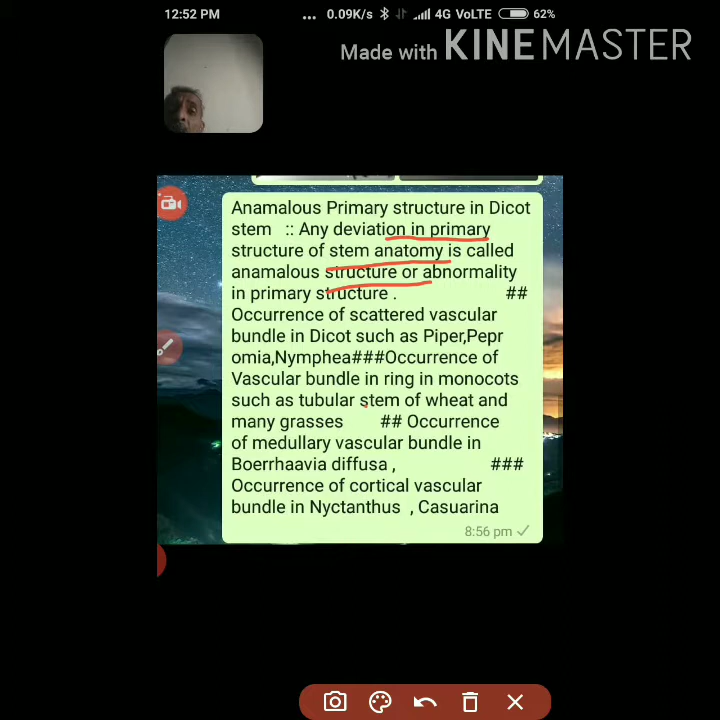 12:52 PM
... 0.09K/s 4G VoLTE 62%
Made with KINEMASTER
Anamalous Primary structure in Dicot
stem :: Any deviation in primary
structure of stem anatomy is called
anamalous structure or abnormality
in primary structure . ##
Occurrence of scattered vascular
bundle in Dicot such as Piper,Pepr
omia,Nymphea###Occurrence of
Vascular bundle in ring in monocots
such as tubular stem of wheat and
many grasses ## Occurrence
of medullary vascular bundle in
Boerrhaavia diffusa , ###
Occurrence of cortical vascular
bundle in Nyctanthus , Casuarina
8:56 pm